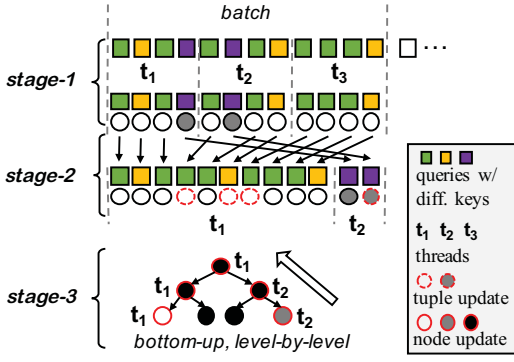 batch
...
stage-1
t1 t2 t3
stage-2
t1 t2
stage-3
t1
t1 t2
t1 t2
bottom-up, level-by-level
queries w/
diff. keys
t1 t2 t3
threads
tuple update
node update